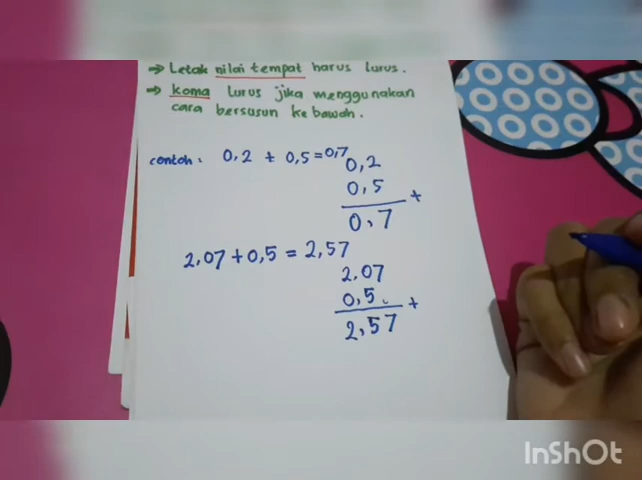 → Letak nilai tempat harus lurus.
→ koma lurus jika menggunakan
cara bersusun ke bawah.
contoh: 0,2 + 0,5 = 0,7
0,2
0,5
+
0,7
2,07 + 0,5 = 2,57
2,07
0,5
+
2,57
InShOt